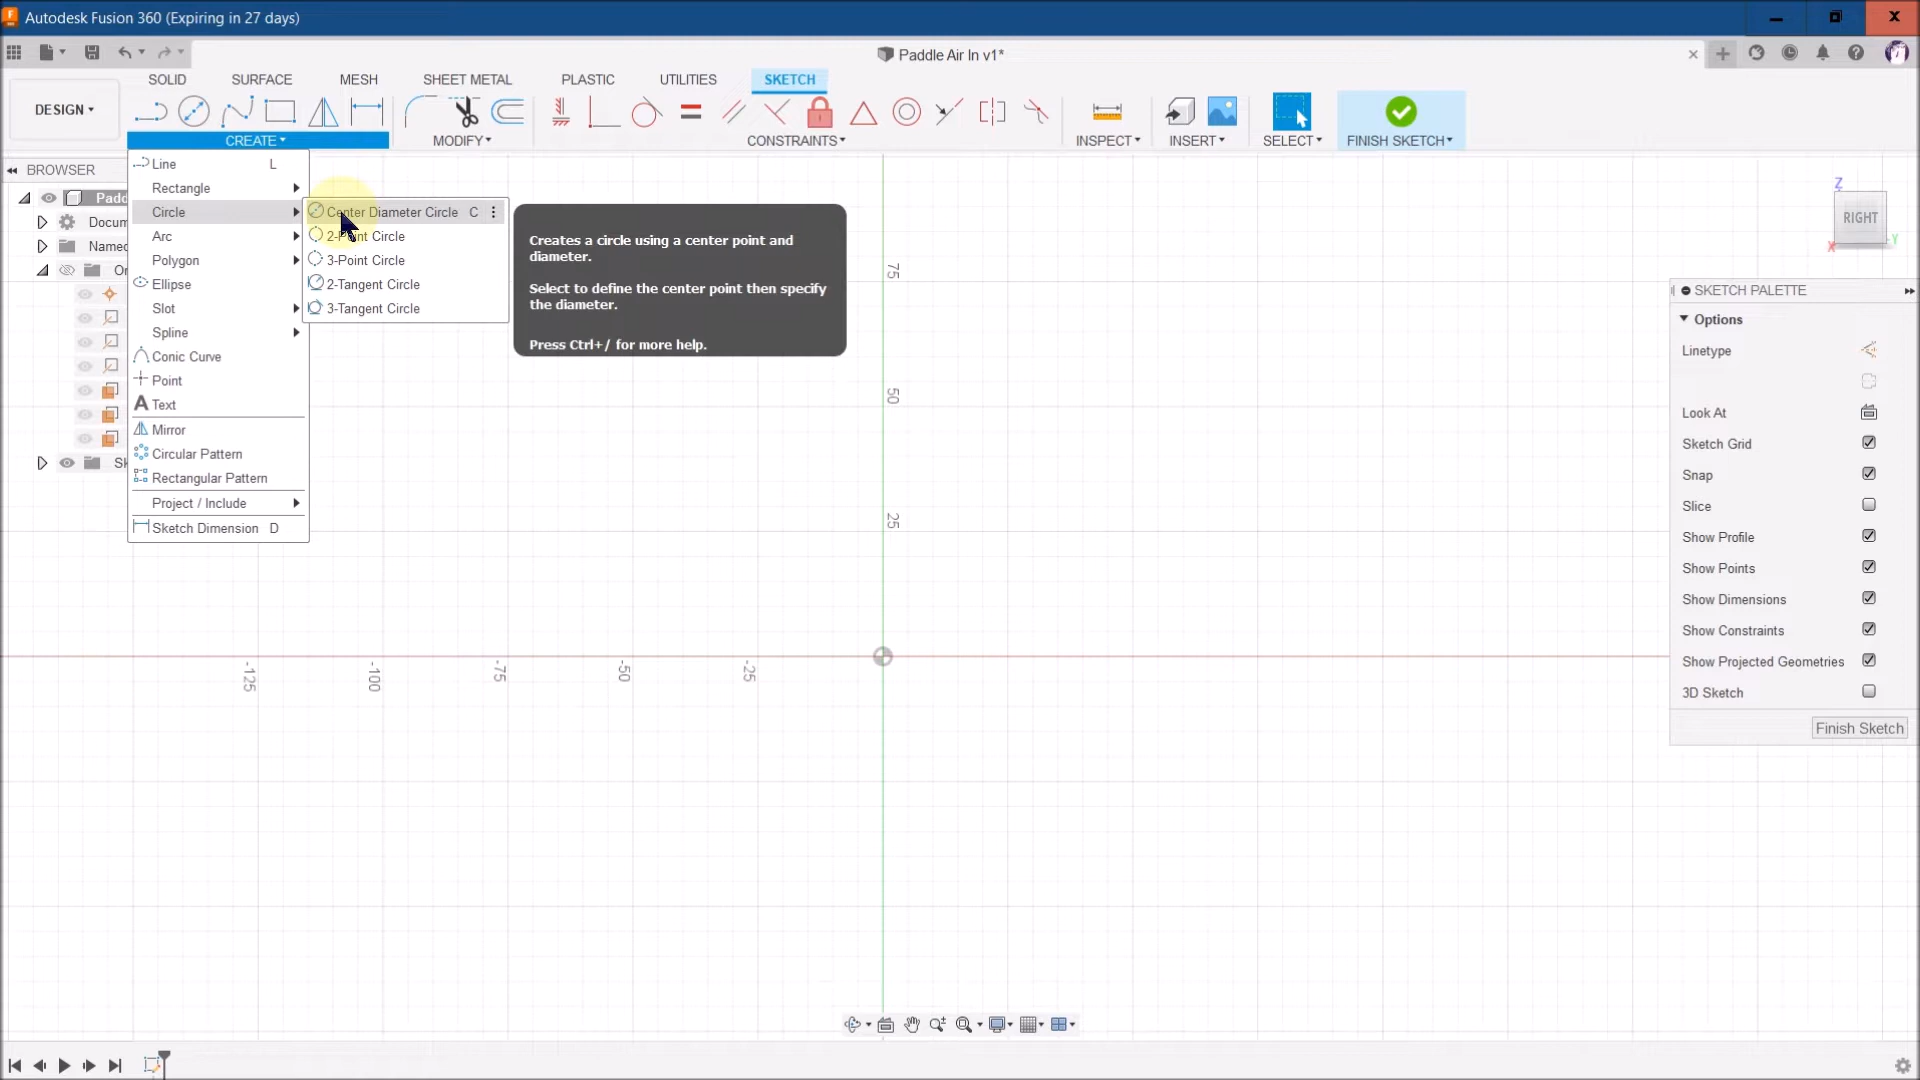 Autodesk Fusion 360 (Expiring in 27 days)
Paddle Air In v1*
SOLID SURFACE MESH SHEET METAL PLASTIC UTILITIES SKETCH
DESIGN
CREATE MODIFY CONSTRAINTS INSPECT INSERT SELECT FINISH SKETCH
BROWSER
Padd
Docum
Named
Or
Sk
Line L
Rectangle
Circle
Arc
Polygon
Ellipse
Slot
Spline
Conic Curve
Point
Text
Mirror
Circular Pattern
Rectangular Pattern
Project / Include
Sketch Dimension D
Center Diameter Circle C
2-Point Circle
3-Point Circle
2-Tangent Circle
3-Tangent Circle
Creates a circle using a center point and
diameter.
Select to define the center point then specify
the diameter.
Press Ctrl+/ for more help.
75
50
25
-125 -100 -75 -50 -25
Z
RIGHT
X
Y
SKETCH PALETTE
Options
Linetype
Look At
Sketch Grid
Snap
Slice
Show Profile
Show Points
Show Dimensions
Show Constraints
Show Projected Geometries
3D Sketch
Finish Sketch